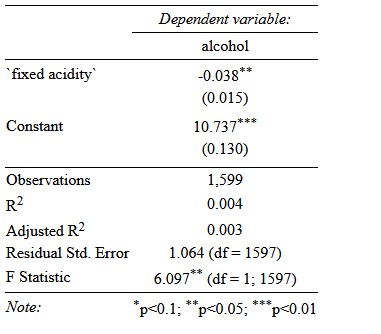 Dependent variable:
alcohol
`fixed acidity` -0.038**
(0.015)
Constant 10.737***
(0.130)
Observations 1,599
R2 0.004
Adjusted R2 0.003
Residual Std. Error 1.064 (df = 1597)
F Statistic 6.097** (df = 1; 1597)
Note: *p<0.1; **p<0.05; ***p<0.01